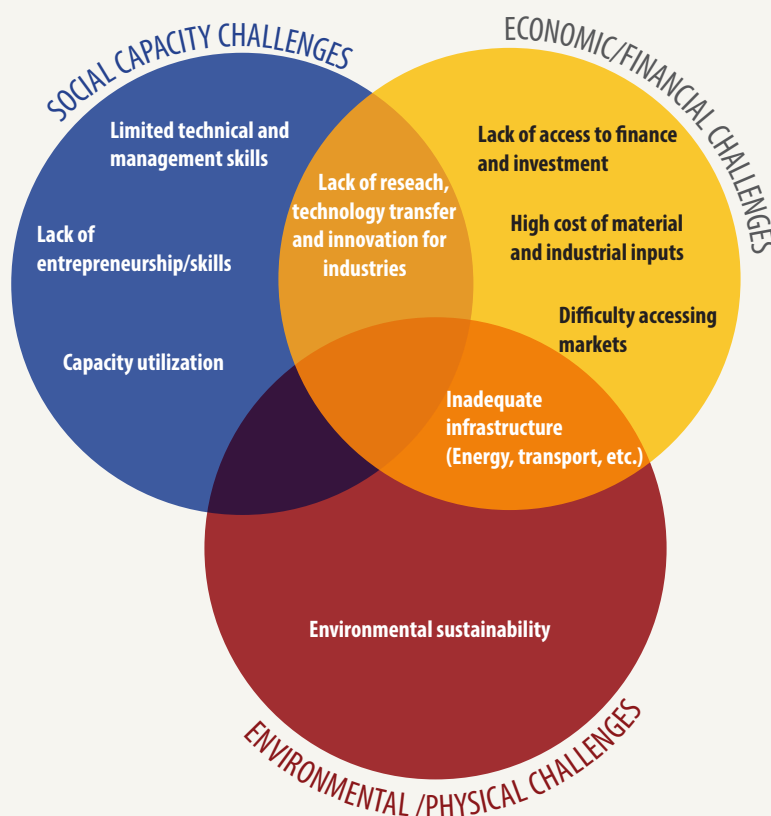 SOCIAL CAPACITY CHALLENGES
ECONOMIC/FINANCIAL CHALLENGES
Limited technical and
management skills
Lack of
entrepreneurship/skills
Capacity utilization
Lack of reseach,
technology transfer
and innovation for
industries
Lack of access to finance
and investment
High cost of material
and industrial inputs
Difficulty accessing
markets
Inadequate
infrastructure
(Energy, transport, etc.)
Environmental sustainability
ENVIRONMENTAL /PHYSICAL CHALLENGES